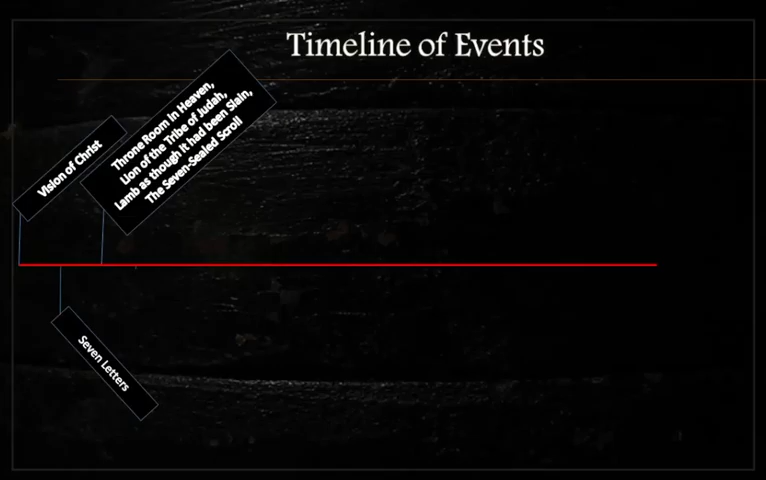 Timeline of Events
Vision of Christ
Throne Room in Heaven,
Lion of the Tribe of Judah,
Lamb as though it had been Slain,
The Seven-Sealed Scroll
Seven Letters